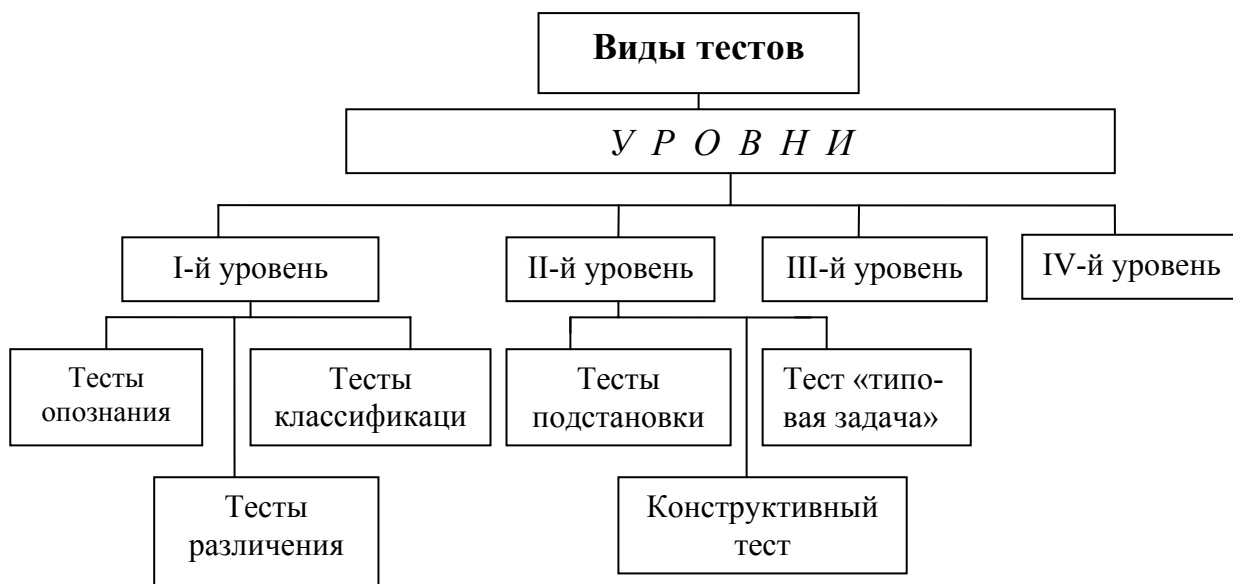 Виды тестов
У Р О В Н И
I-й уровень
II-й уровень
III-й уровень
IV-й уровень
Тесты
опознания
Тесты
классификаци
Тесты
подстановки
Тест «типо-
вая задача»
Тесты
различения
Конструктивный
тест